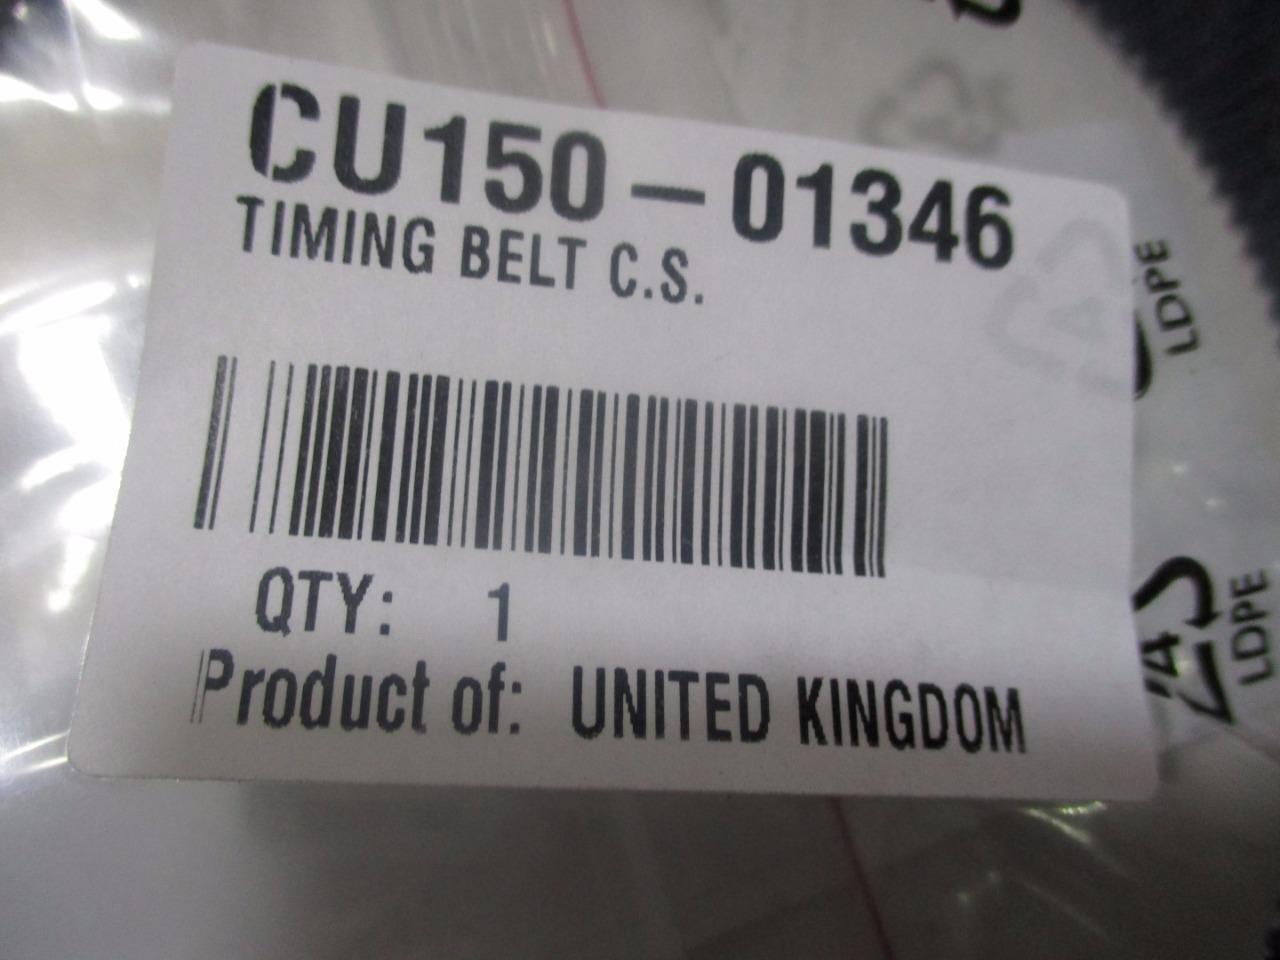 CU150-01346
TIMING BELT C.S.
QTY: 1
Product of: UNITED KINGDOM
LDPE
LDPE